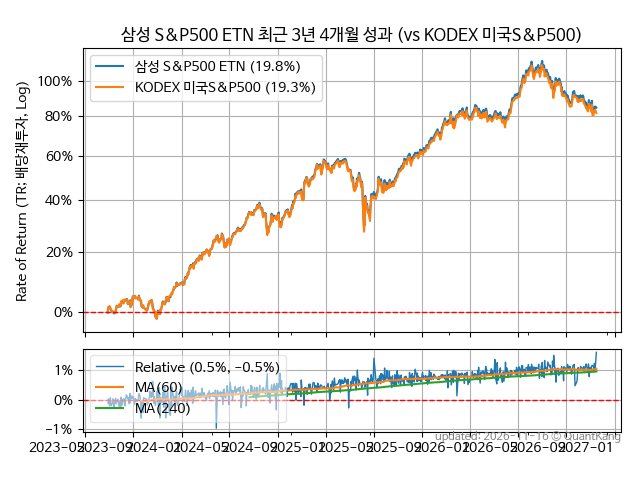 삼성 S&P500 ETN 최근 3년 4개월 성과 (vs KODEX 미국S&P500)
삼성 S&P500 ETN (19.8%)
KODEX 미국S&P500 (19.3%)
Rate of Return (TR; 배당재투자, Log)
100%
80%
60%
40%
20%
0%
Relative (0.5%, -0.5%)
MA(60)
MA(240)
1%
0%
-1%
updated: 2026-11-16 © QuantKang
2023-05 2023-09 2024-01 2024-05 2024-09 2025-01 2025-05 2025-09 2026-01 2026-05 2026-09 2027-01